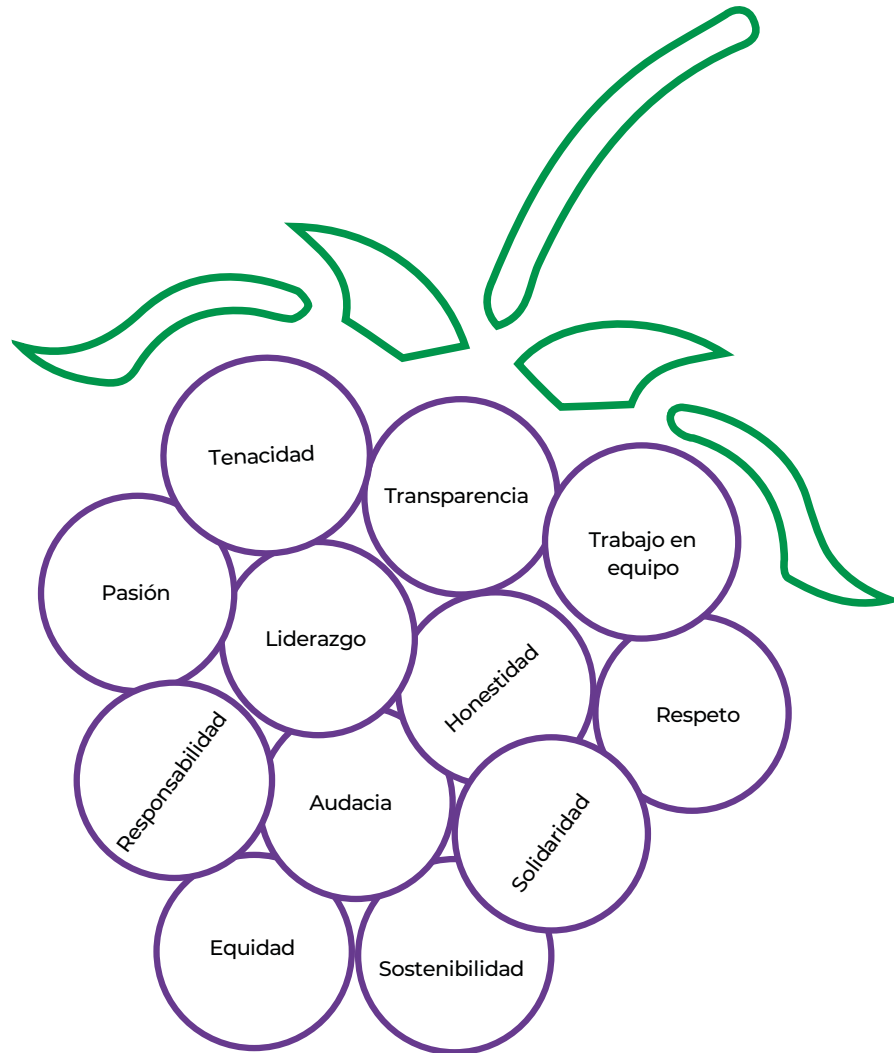 Tenacidad
Transparencia
Trabajo en
equipo
Pasión
Liderazgo
Honestidad
Respeto
Responsabilidad
Audacia
Solidaridad
Equidad
Sostenibilidad